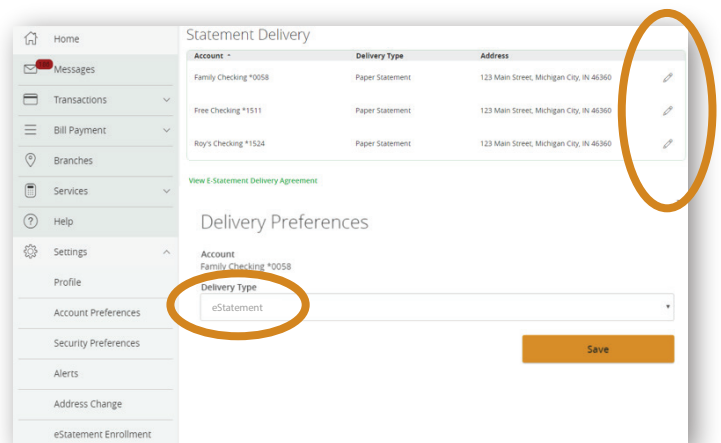 Home
Messages
Transactions
Bill Payment
Branches
Services
Help
Settings
Profile
Account Preferences
Security Preferences
Alerts
Address Change
eStatement Enrollment
Statement Delivery
Account Delivery Type Address
Family Checking *0058 Paper Statement 123 Main Street, Michigan City, IN 46360
Free Checking *1511 Paper Statement 123 Main Street, Michigan City, IN 46360
Roy's Checking *1524 Paper Statement 123 Main Street, Michigan City, IN 46360
View E-Statement Delivery Agreement
Delivery Preferences
Account
Family Checking *0058
Delivery Type
eStatement
Save